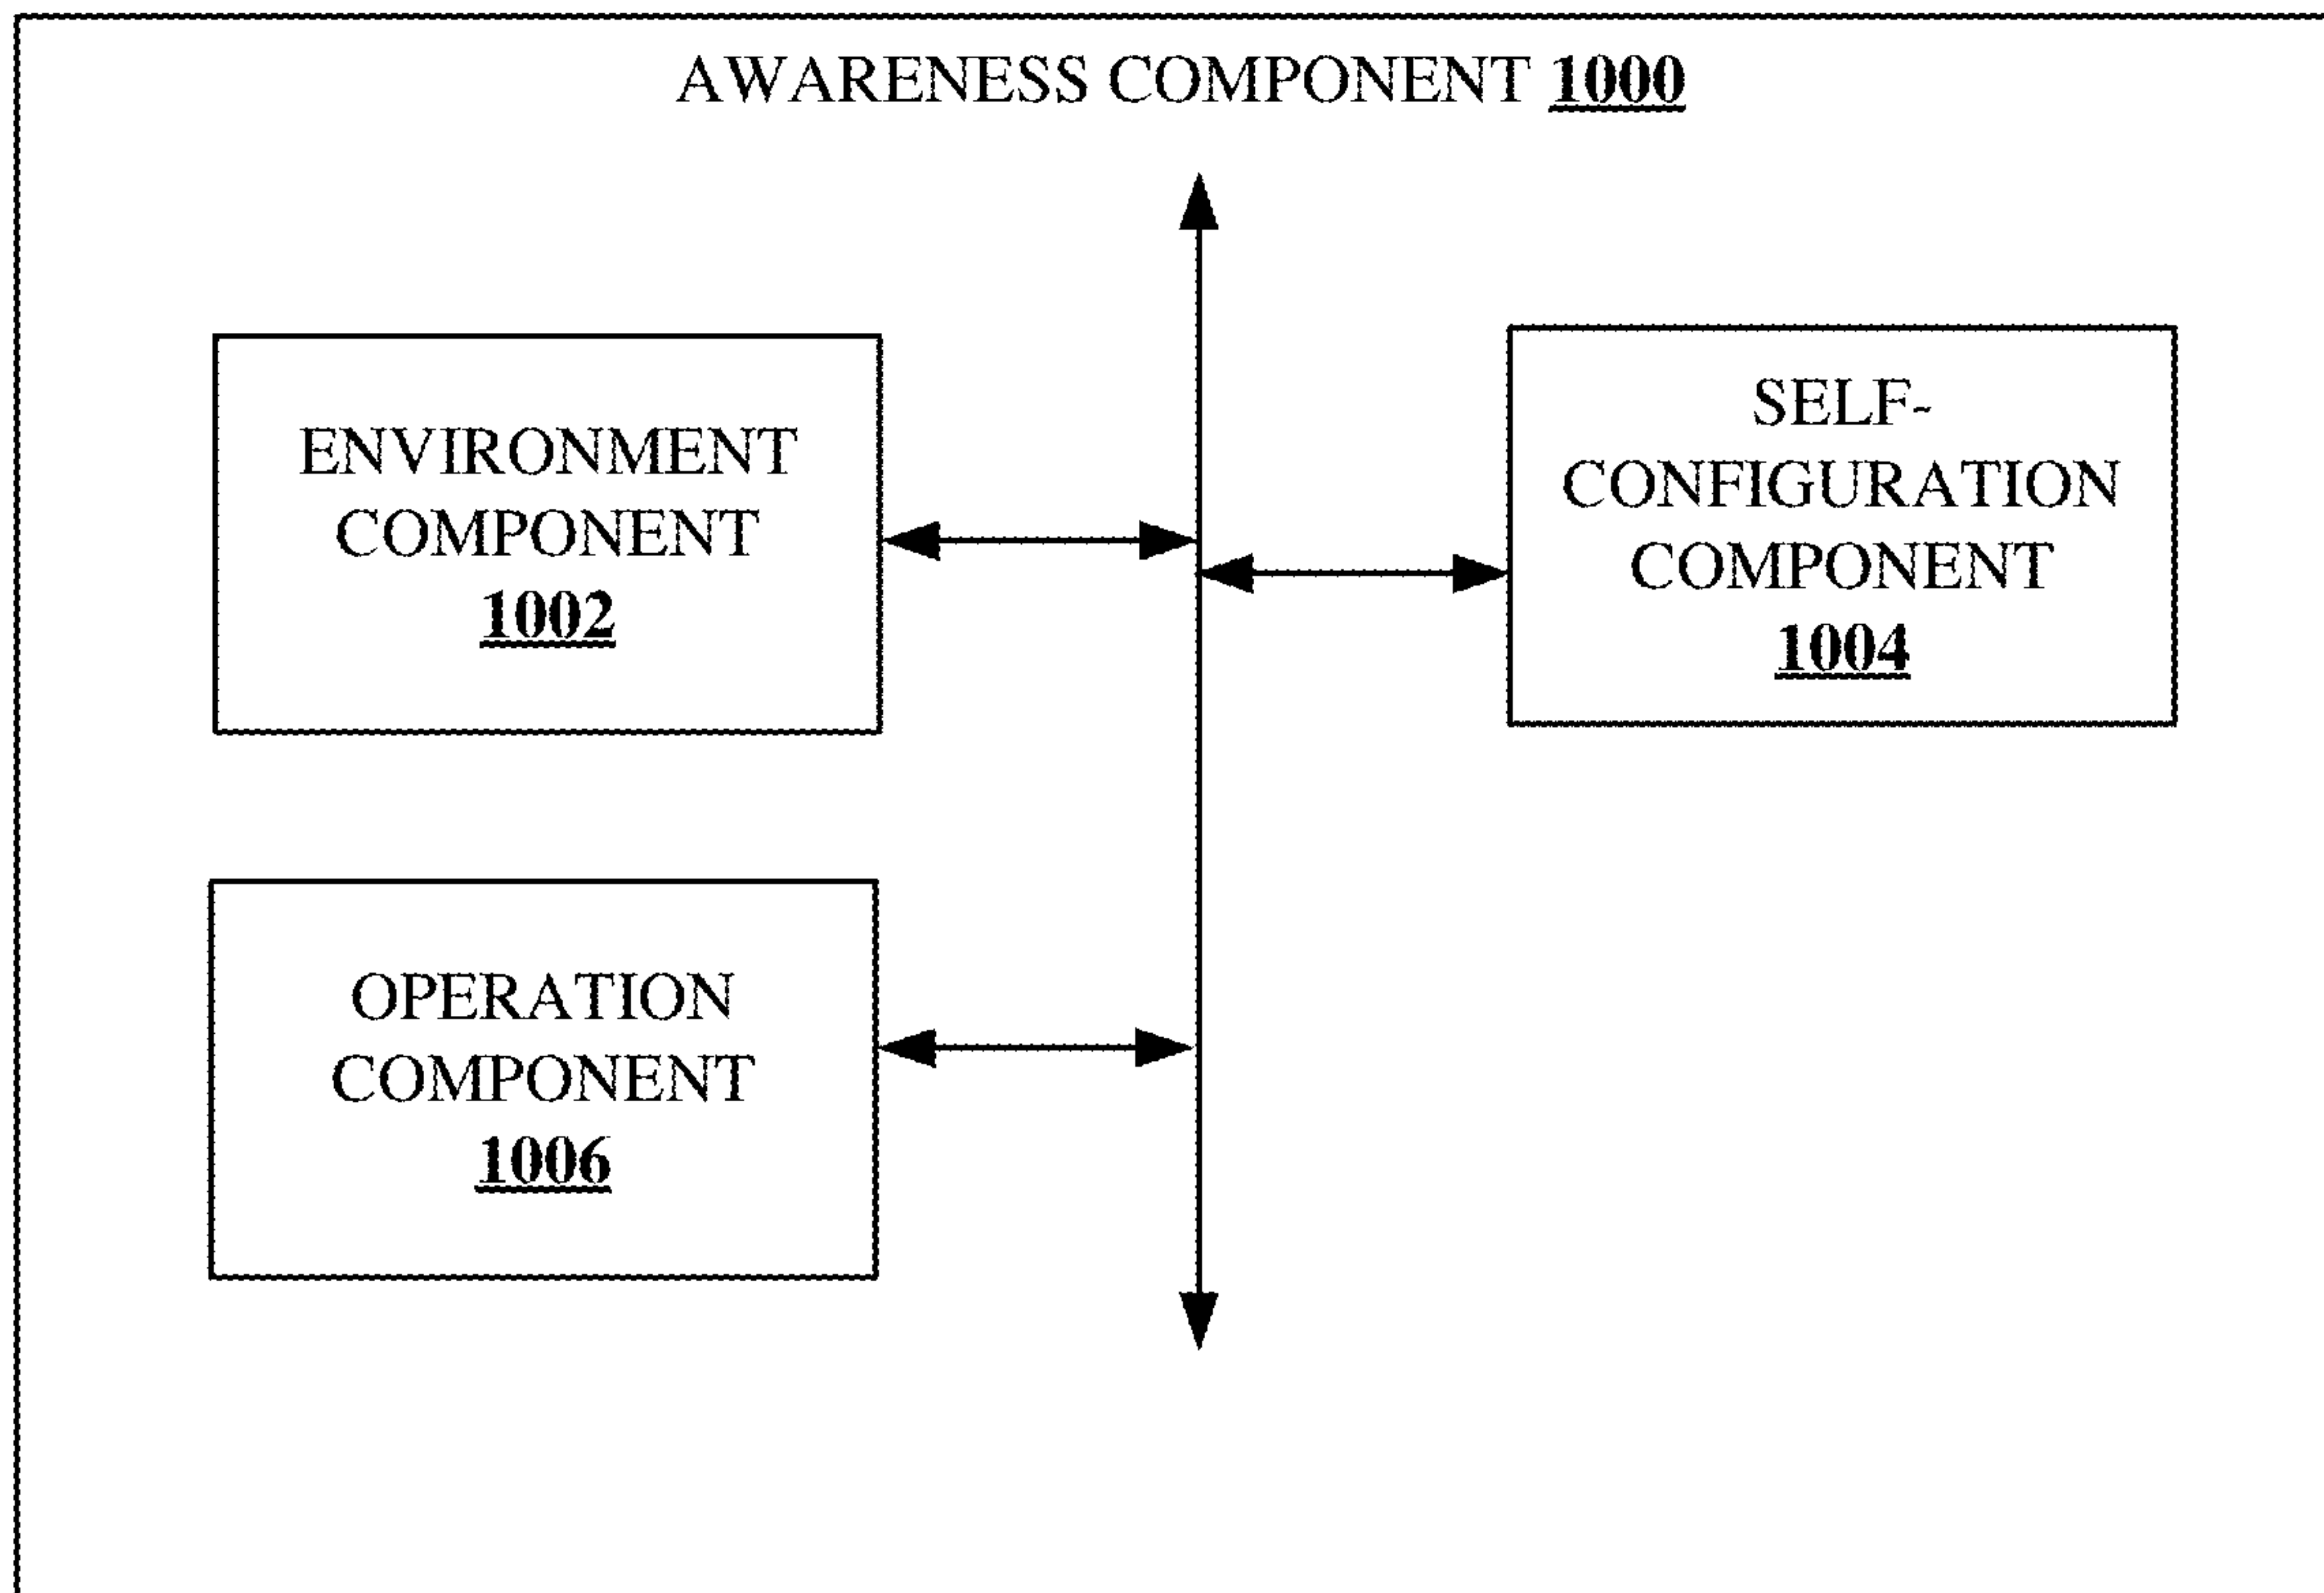 AWARENESS COMPONENT 1000
ENVIRONMENT
COMPONENT
1002
SELF-
CONFIGURATION
COMPONENT
1004
OPERATION
COMPONENT
1006